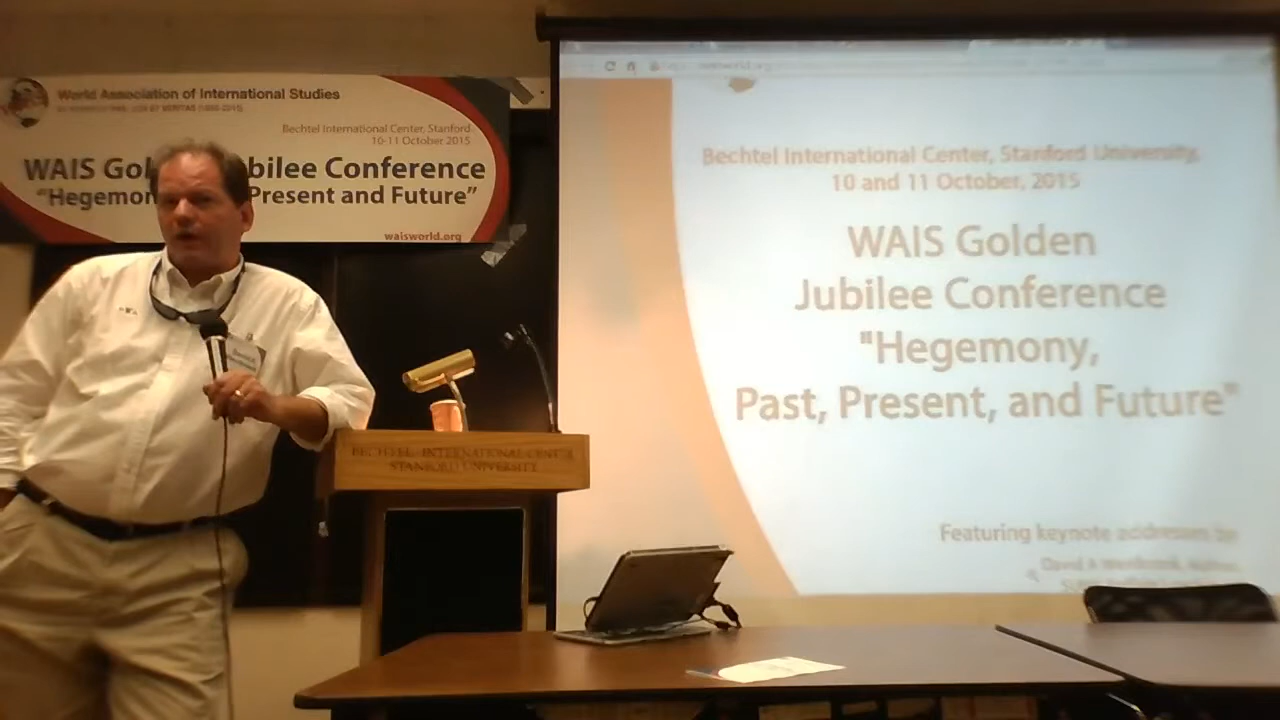 World Association of International Studies
Bechtel International Center, Stanford
10-11 October 2015
WAIS Gol bilee Conference
"Hegemon Present and Future"
waisworld.org
BECHTEL INTERNATIONAL CENTER
STANFORD UNIVERSITY
Bechtel International Center, Stanford University,
10 and 11 October, 2015
WAIS Golden
Jubilee Conference
"Hegemony,
Past, Present, and Future"
Featuring keynote addresses by
David A